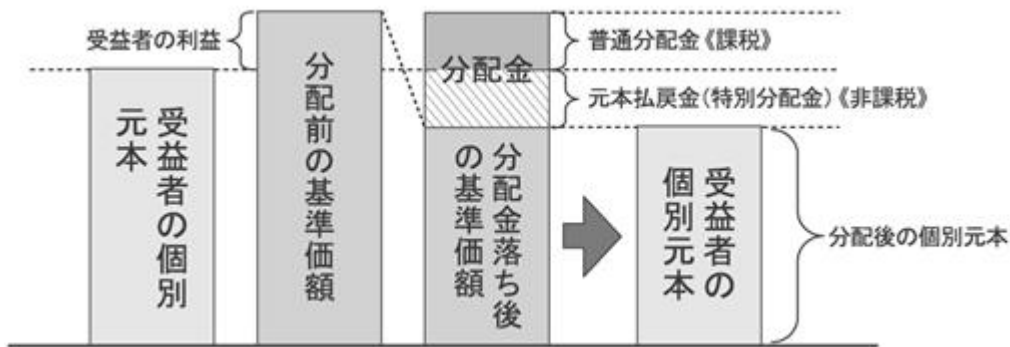 受益者の利益
受益者の個別
元本
分配前の基準価額
分配金
分配金落ち後
の基準価額
普通分配金《課税》
元本払戻金(特別分配金)《非課税》
受益者の
個別元本
分配後の個別元本